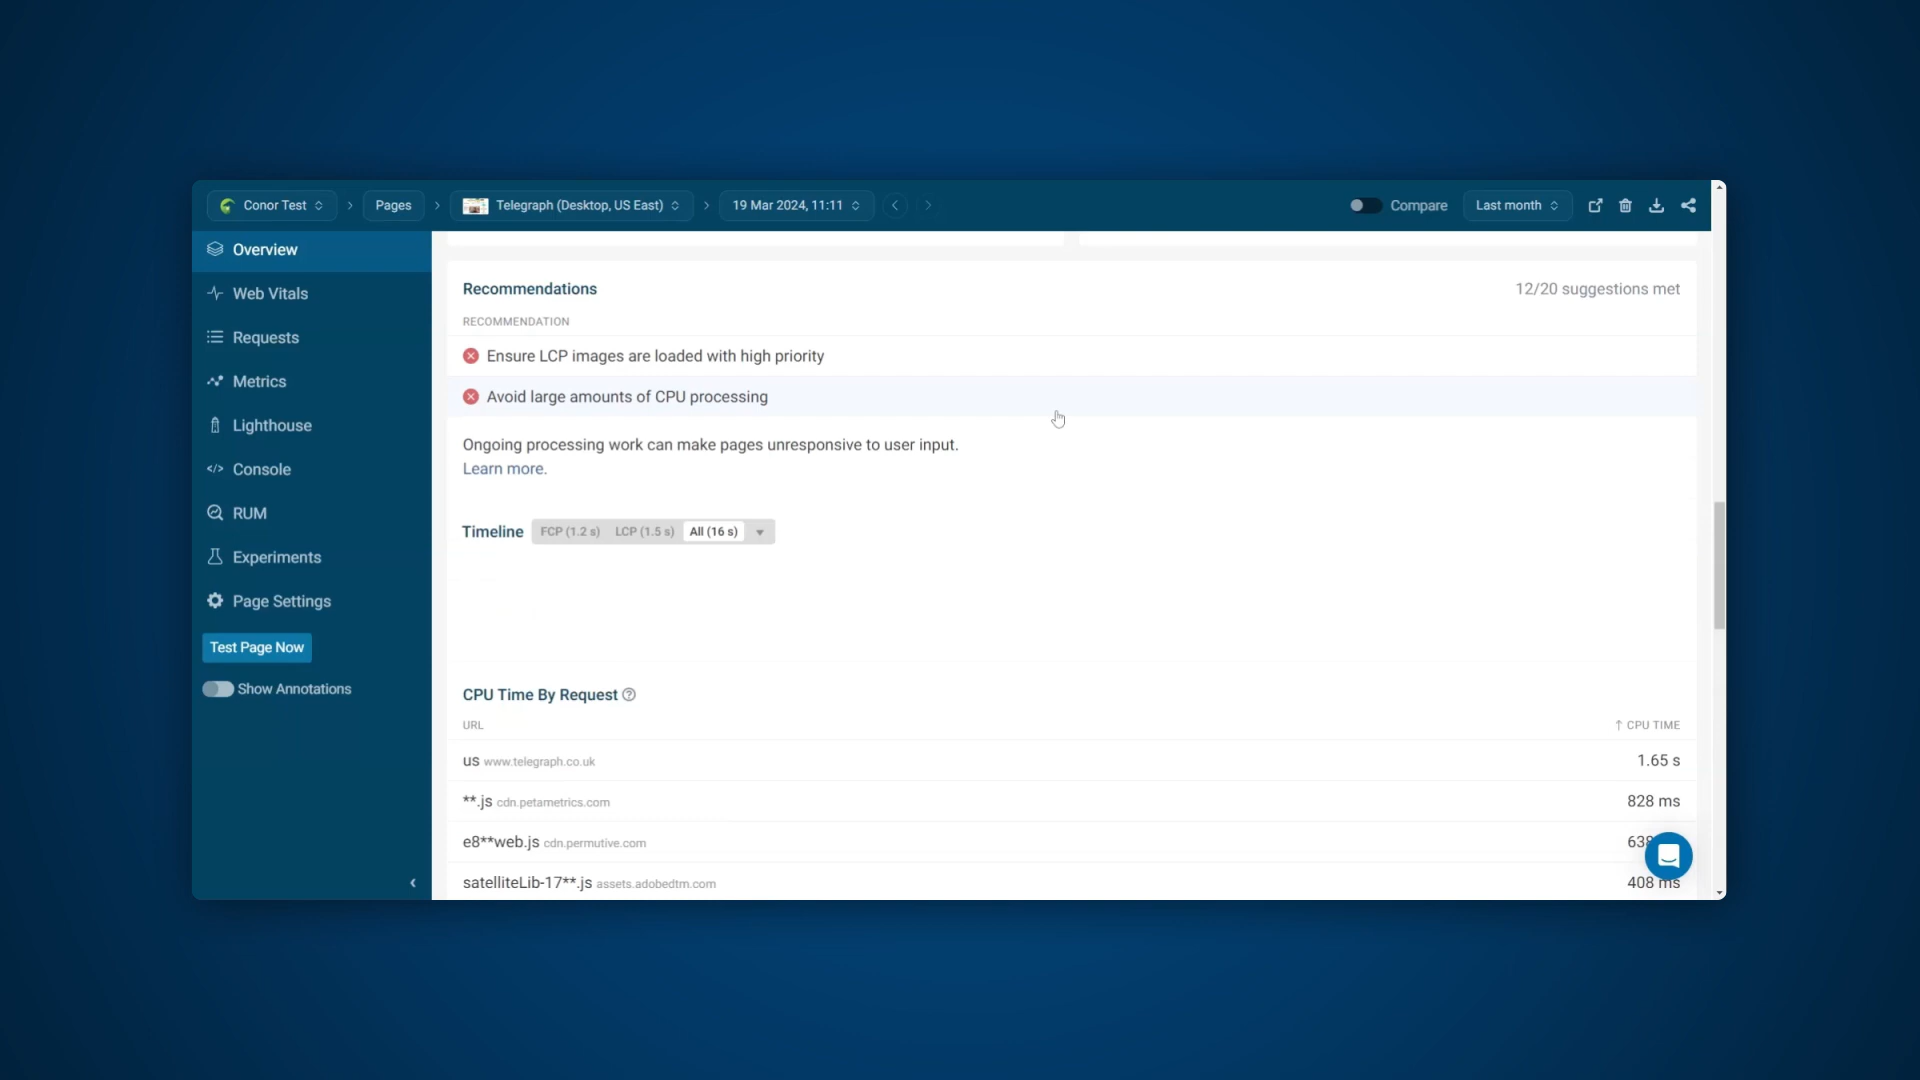 Conor Test
Pages
Telegraph (Desktop, US East)
19 Mar 2024, 11:11
Compare
Last month
Overview
Web Vitals
Requests
Metrics
Lighthouse
Console
RUM
Experiments
Page Settings
Test Page Now
Show Annotations
Recommendations
12/20 suggestions met
RECOMMENDATION
Ensure LCP images are loaded with high priority
Avoid large amounts of CPU processing
Ongoing processing work can make pages unresponsive to user input.
Learn more.
Timeline FCP (1.2 s) LCP (1.5 s) All (16 s)
CPU Time By Request
URL ↑ CPU TIME
us www.telegraph.co.uk 1.65 s
**.js cdn.petametrics.com 828 ms
e8**web.js cdn.permutive.com
satelliteLib-17**.js assets.adobedtm.com 408 ms